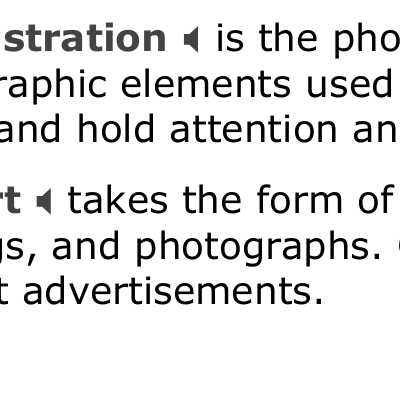 stration is the pho
raphic elements used
and hold attention an
rt takes the form of
gs, and photographs.
t advertisements.